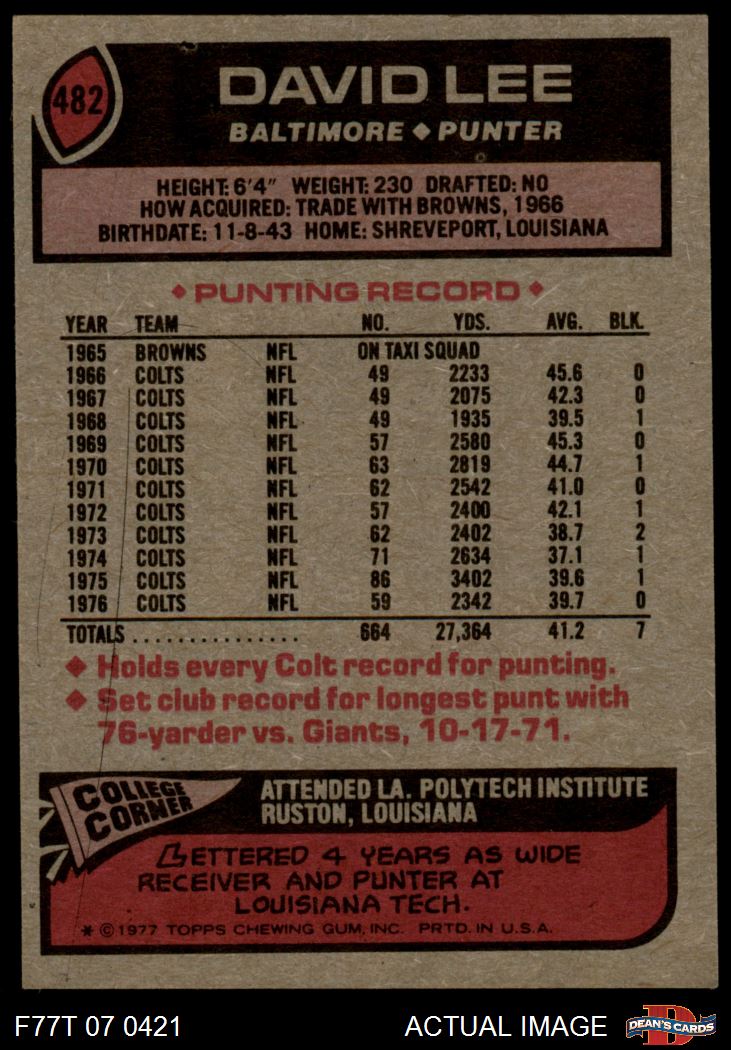 482
DAVID LEE
BALTIMORE ◆ PUNTER
HEIGHT: 6'4" WEIGHT: 230 DRAFTED: NO
HOW ACQUIRED: TRADE WITH BROWNS, 1966
BIRTHDATE: 11-8-43 HOME: SHREVEPORT, LOUISIANA
◆ PUNTING RECORD ◆
YEAR TEAM NO. YDS. AVG. BLK.
1965 BROWNS NFL ON TAXI SQUAD
1966 COLTS NFL 49 2233 45.6 0
1967 COLTS NFL 49 2075 42.3 0
1968 COLTS NFL 49 1935 39.5 1
1969 COLTS NFL 57 2580 45.3 0
1970 COLTS NFL 63 2819 44.7 1
1971 COLTS NFL 62 2542 41.0 0
1972 COLTS NFL 57 2400 42.1 1
1973 COLTS NFL 62 2402 38.7 2
1974 COLTS NFL 71 2634 37.1 1
1975 COLTS NFL 86 3402 39.6 1
1976 COLTS NFL 59 2342 39.7 0
TOTALS ............... 664 27,364 41.2 7
◆ Holds every Colt record for punting.
◆ Set club record for longest punt with
76-yarder vs. Giants, 10-17-71.
COLLEGE
CORNER
ATTENDED LA. POLYTECH INSTITUTE
RUSTON, LOUISIANA
LETTERED 4 YEARS AS WIDE
RECEIVER AND PUNTER AT
LOUISIANA TECH.
* © 1977 TOPPS CHEWING GUM, INC. PRTD. IN U.S.A.
F77T 07 0421
ACTUAL IMAGE
DEAN'S CARDS